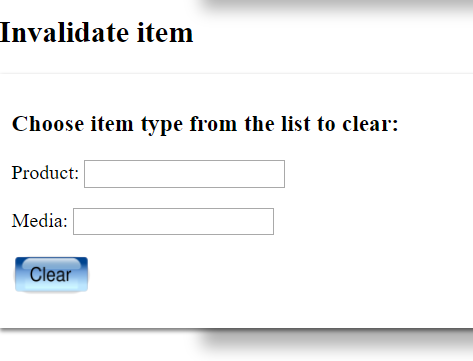 Invalidate item
Choose item type from the list to clear:
Product:
Media:
Clear